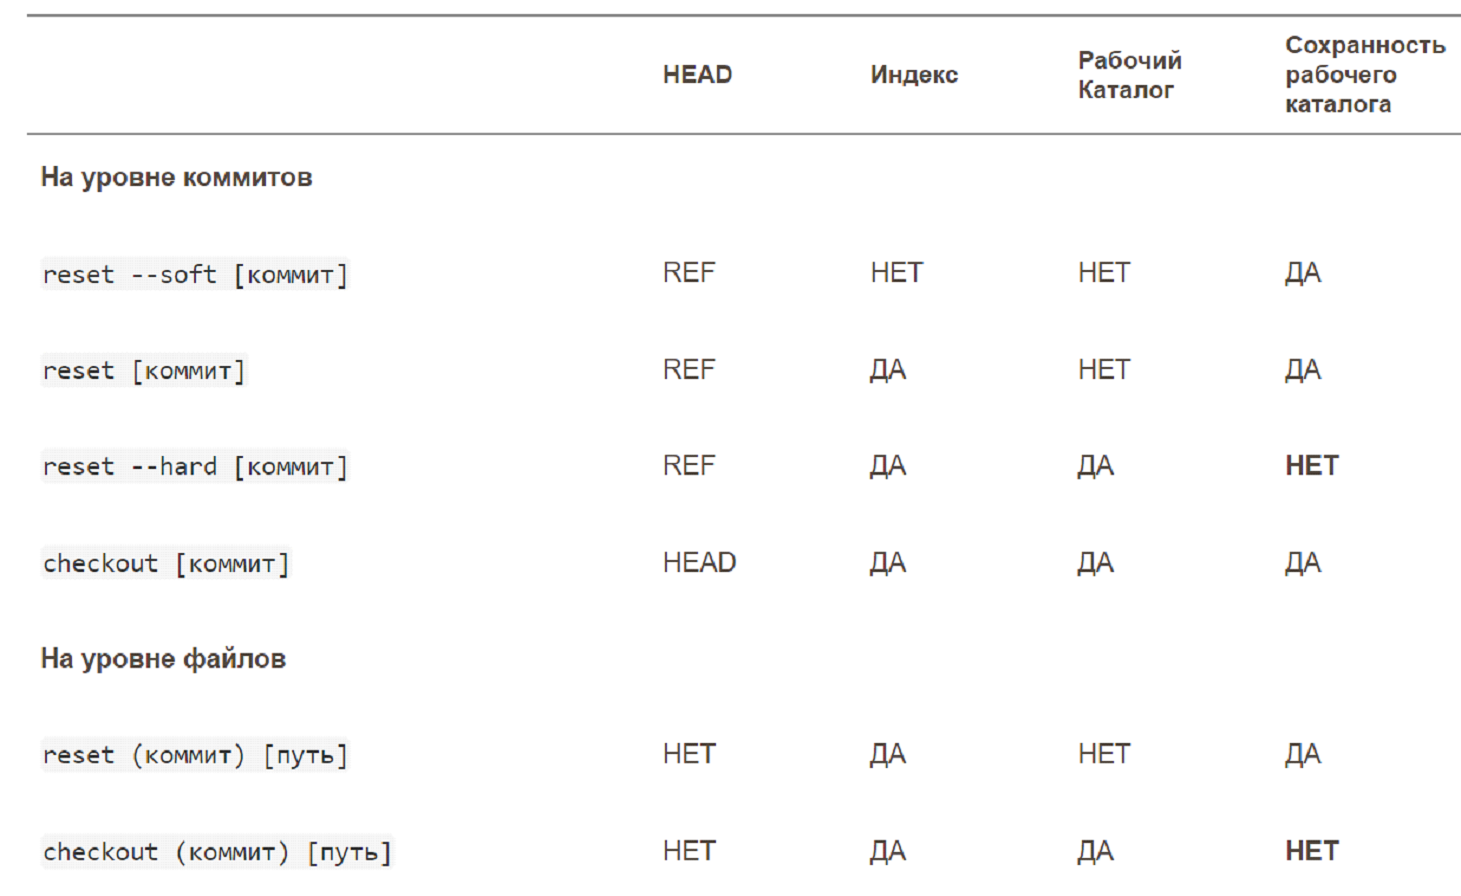 HEAD Индекс Рабочий Каталог Сохранность рабочего каталога
На уровне коммитов
reset --soft [коммит] REF НЕТ НЕТ ДА
reset [коммит] REF ДА НЕТ ДА
reset --hard [коммит] REF ДА ДА НЕТ
checkout [коммит] HEAD ДА ДА ДА
На уровне файлов
reset (коммит) [путь] НЕТ ДА НЕТ ДА
checkout (коммит) [путь] НЕТ ДА ДА НЕТ